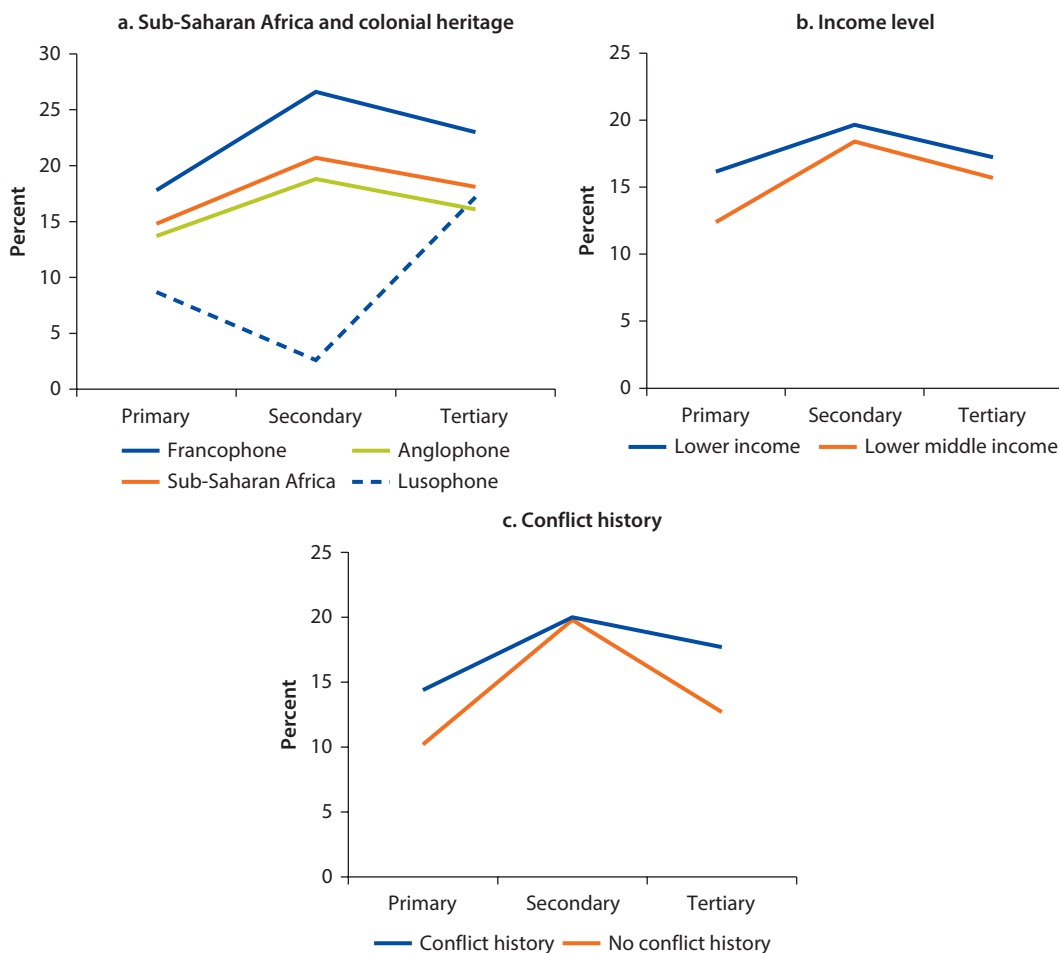 a. Sub-Saharan Africa and colonial heritage
30
25
20
15
10
5
0
Percent
Primary Secondary Tertiary
Francophone Anglophone
Sub-Saharan Africa Lusophone
b. Income level
25
20
15
10
5
0
Percent
Primary Secondary Tertiary
Lower income Lower middle income
c. Conflict history
25
20
15
10
5
0
Percent
Primary Secondary Tertiary
Conflict history No conflict history